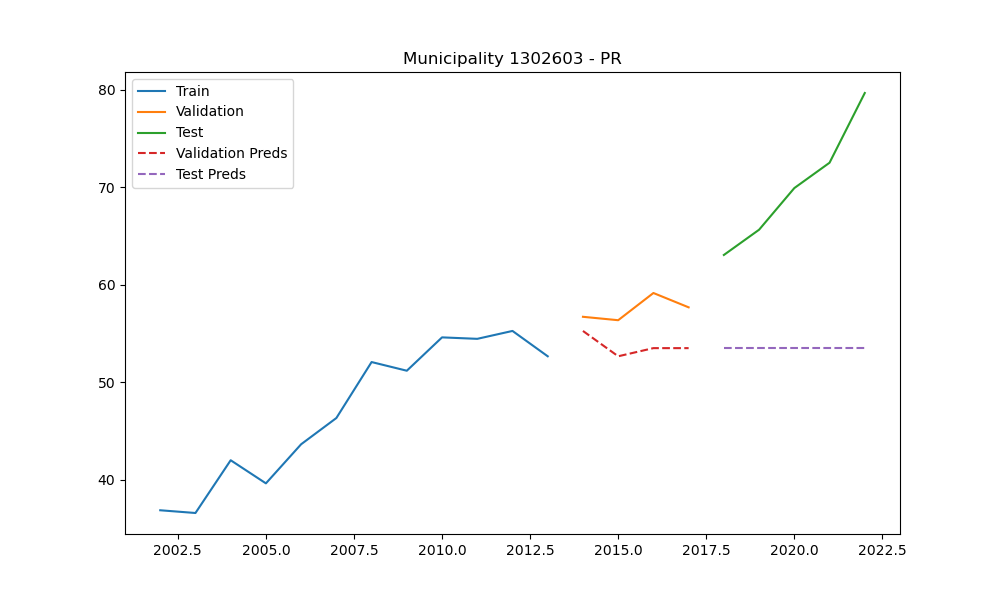 Municipality 1302603 - PR
Train
Validation
Test
Validation Preds
Test Preds
80
70
60
50
40
2002.5 2005.0 2007.5 2010.0 2012.5 2015.0 2017.5 2020.0 2022.5